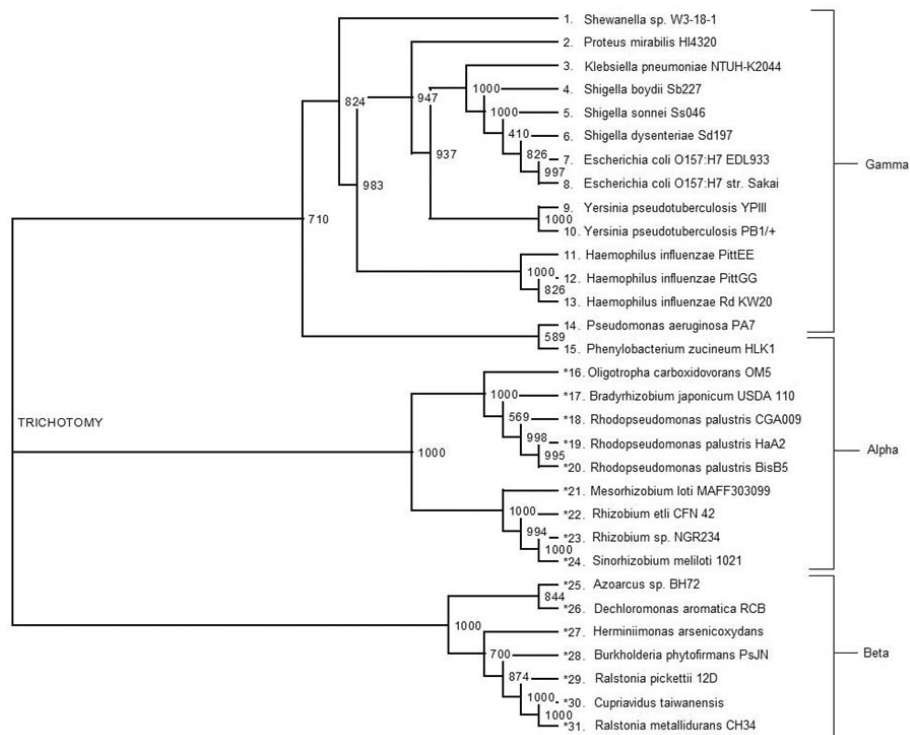 1. Shewanella sp. W3-18-1
2. Proteus mirabilis HI4320
3. Klebsiella pneumoniae NTUH-K2044
1000 4. Shigella boydii Sb227
824 947
1000 5. Shigella sonnei Ss046
410 6. Shigella dysenteriae Sd197
937 826 7. Escherichia coli O157:H7 EDL933
Gamma
983 997 8. Escherichia coli O157:H7 str. Sakai
9. Yersinia pseudotuberculosis YPIII
710 1000
10. Yersinia pseudotuberculosis PB1/+
11. Haemophilus influenzae PittEE
1000 12. Haemophilus influenzae PittGG
826
13. Haemophilus influenzae Rd KW20
14. Pseudomonas aeruginosa PA7
589
15. Phenylobacterium zucineum HLK1
*16. Oligotropha carboxidovorans OM5
1000 *17. Bradyrhizobium japonicum USDA 110
TRICHOTOMY 569 *18. Rhodopseudomonas palustris CGA009
998 *19. Rhodopseudomonas palustris HaA2
1000 995 Alpha
*20. Rhodopseudomonas palustris BisB5
*21. Mesorhizobium loti MAFF303099
1000 *22. Rhizobium etli CFN 42
994 *23. Rhizobium sp. NGR234
1000
*24. Sinorhizobium meliloti 1021
*25. Azoarcus sp. BH72
844
*26. Dechloromonas aromatica RCB
1000 *27. Herminiimonas arsenicoxydans
700 *28. Burkholderia phytofirmans PsJN
Beta
874 *29. Ralstonia pickettii 12D
1000 *30. Cupriavidus taiwanensis
1000
*31. Ralstonia metallidurans CH34